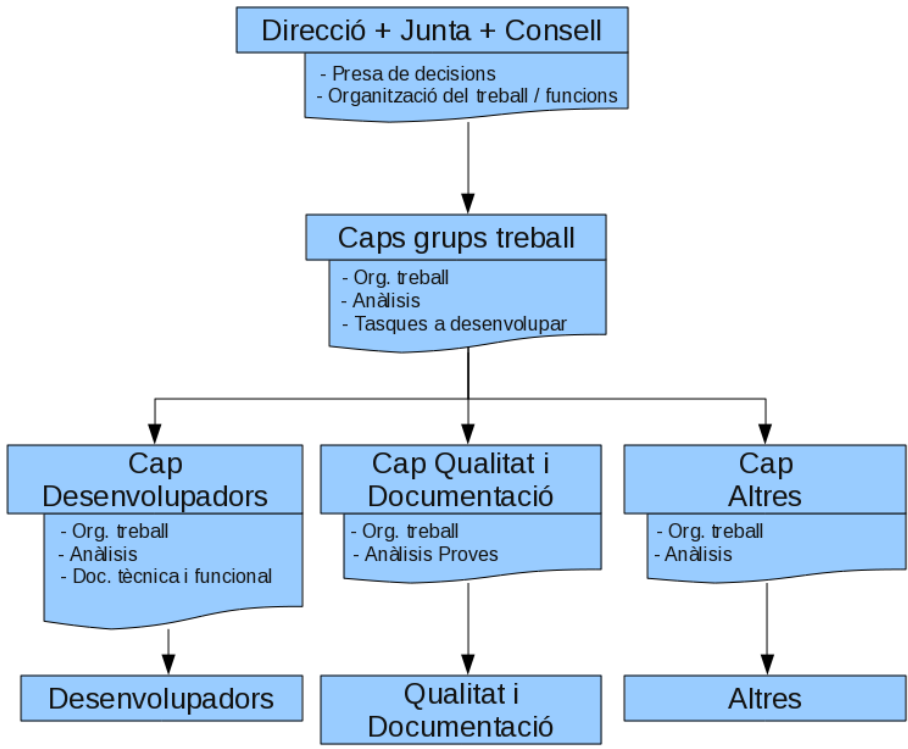 Direcció + Junta + Consell
- Presa de decisions
- Organització del treball / funcions
Caps grups treball
- Org. treball
- Anàlisis
- Tasques a desenvolupar
Cap
Desenvolupadors
- Org. treball
- Anàlisis
- Doc. tècnica i funcional
Cap Qualitat i
Documentació
- Org. treball
- Anàlisis Proves
Cap
Altres
- Org. treball
- Anàlisis
Desenvolupadors
Qualitat i
Documentació
Altres